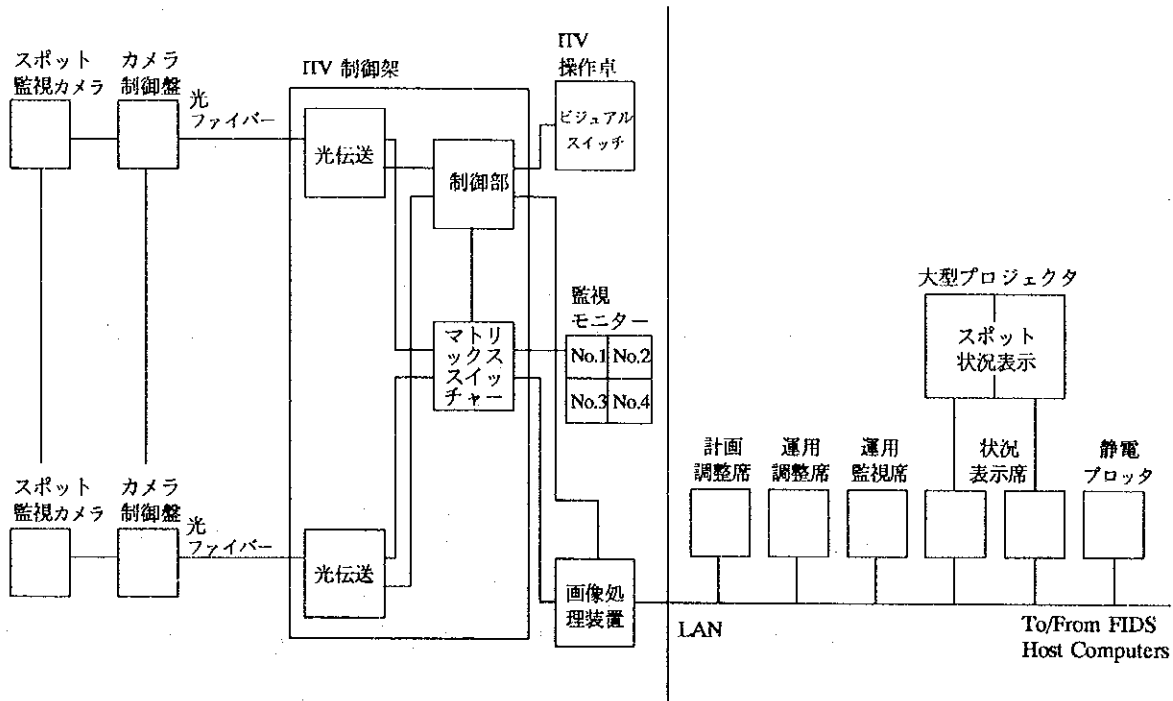 スポット
監視カメラ
カメラ
制御盤
光
ファイバー
ITV 制御架
光伝送
制御部
ITV
操作卓
ビジュアル
スイッチ
マトリ
ックス
スイッ
チャー
監視
モニター
No.1 No.2
No.3 No.4
大型プロジェクタ
スポット
状況表示
スポット
監視カメラ
カメラ
制御盤
光
ファイバー
光伝送
画像処
理装置
計画
調整席
運用
調整席
運用
監視席
状況
表示席
静電
プロッタ
LAN
To/From FIDS
Host Computers